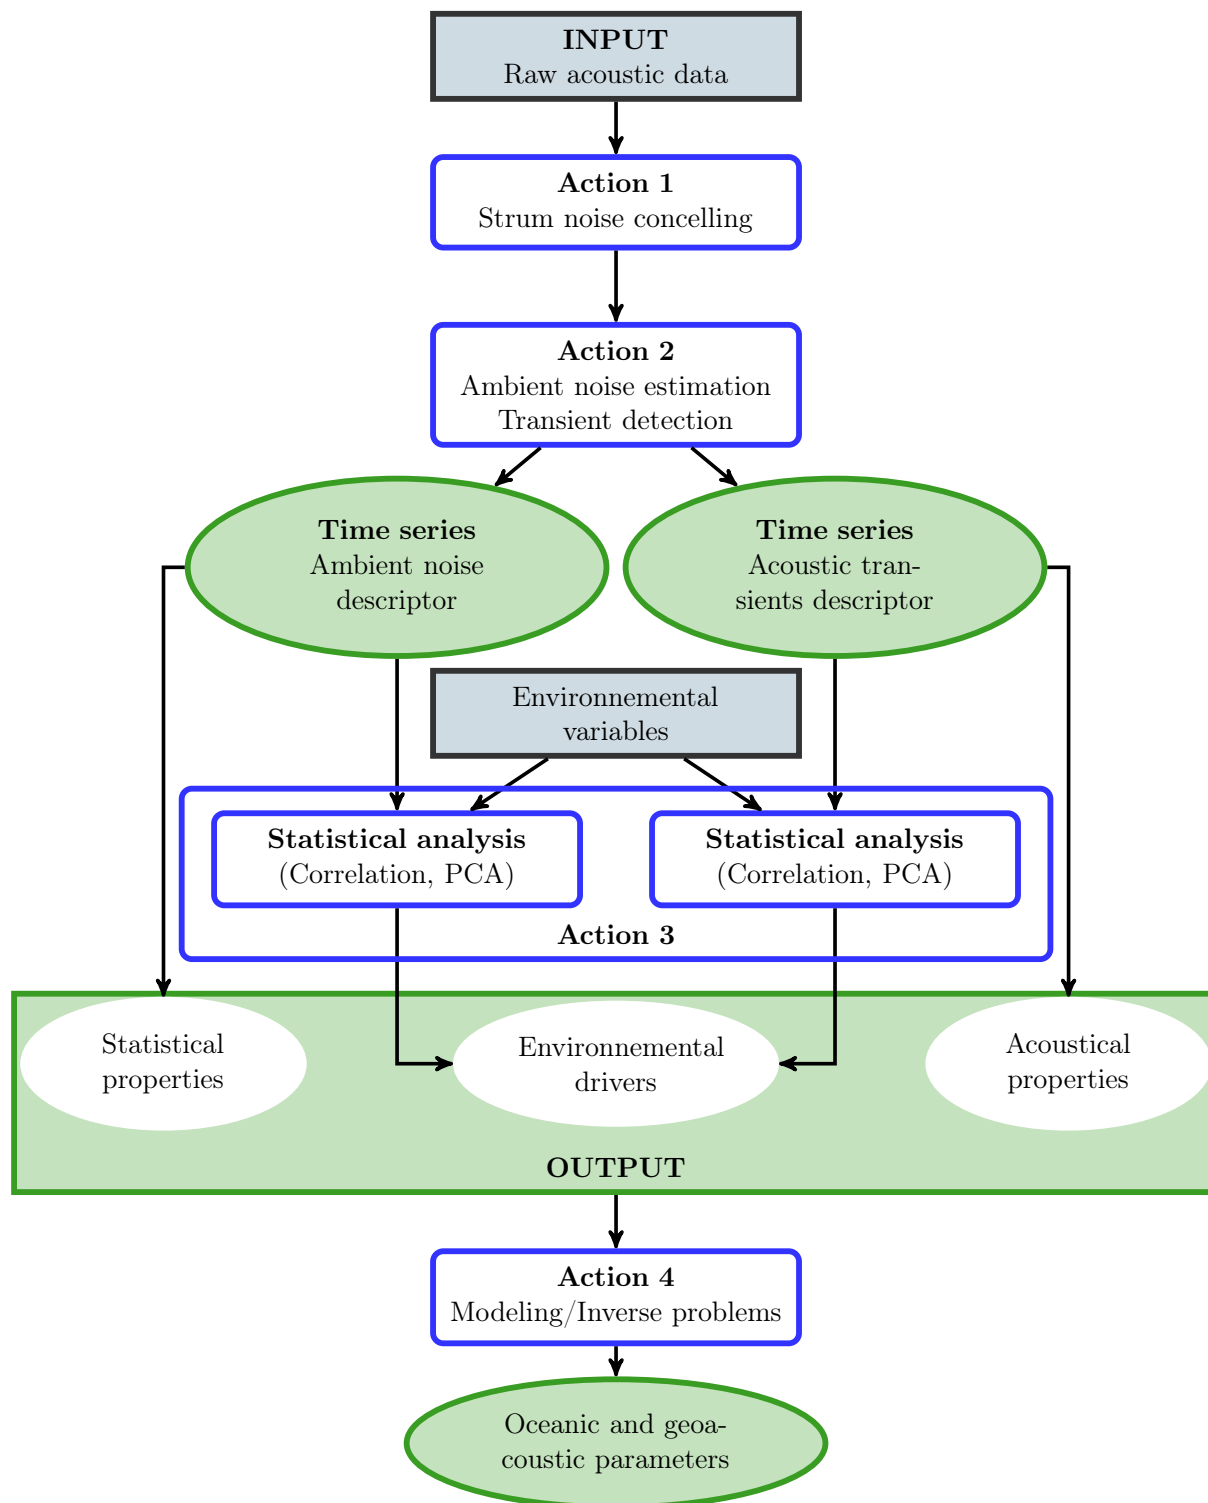 INPUT
Raw acoustic data
Action 1
Strum noise concelling
Action 2
Ambient noise estimation
Transient detection
Time series
Ambient noise
descriptor
Time series
Acoustic tran-
sients descriptor
Environnemental
variables
Statistical analysis
(Correlation, PCA)
Statistical analysis
(Correlation, PCA)
Action 3
Statistical
properties
Environnemental
drivers
Acoustical
properties
OUTPUT
Action 4
Modeling/Inverse problems
Oceanic and geoa-
coustic parameters